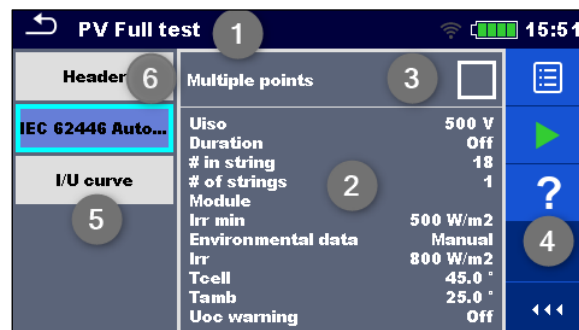 PV Full test 1 15:51
Header 6
Multiple points 3
IEC 62446 Auto...
I/U curve
5
Uiso 500 V
Duration Off
# in string 18
# of strings 1
Module
2
Irr min 500 W/m2
Environmental data Manual
Irr 800 W/m2
Tcell 45.0 °
Tamb 25.0 °
Uoc warning Off
?
4